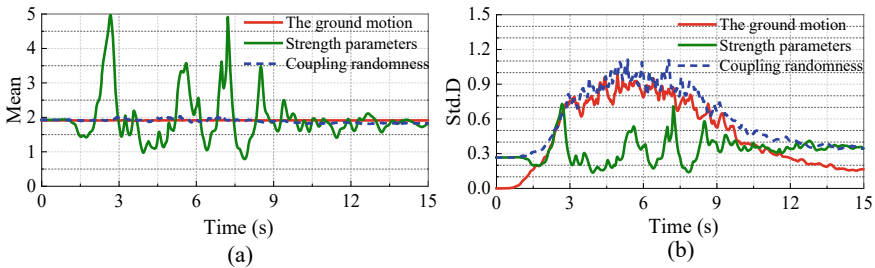 5
4
3
2
1
0
Mean
0
3
6
9
12
15
Time (s)
The ground motion
Strength parameters
Coupling randomness
(a)
1.5
1.2
0.9
0.6
0.3
0.0
Std.D
0
3
6
9
12
15
Time (s)
The ground motion
Strength parameters
Coupling randomness
(b)